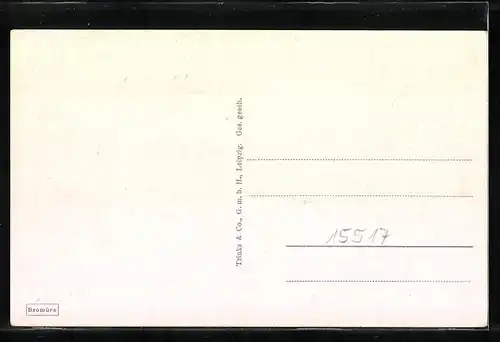 Trinks & Co., G. m. b. H., Leipzig. Ges. gesch.
15517
Bromüra